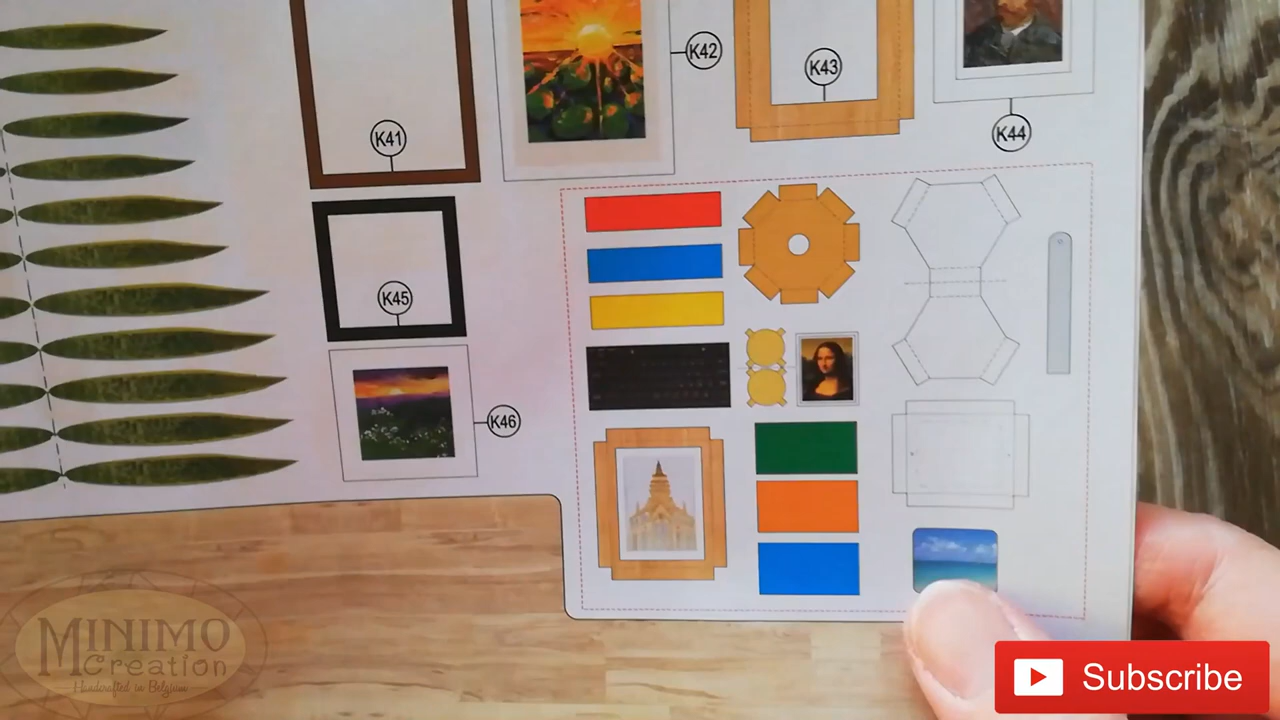 K42
K43
K41
K44
K45
K46
MINIMO
Creation
Handcrafted in Belgium
Subscribe